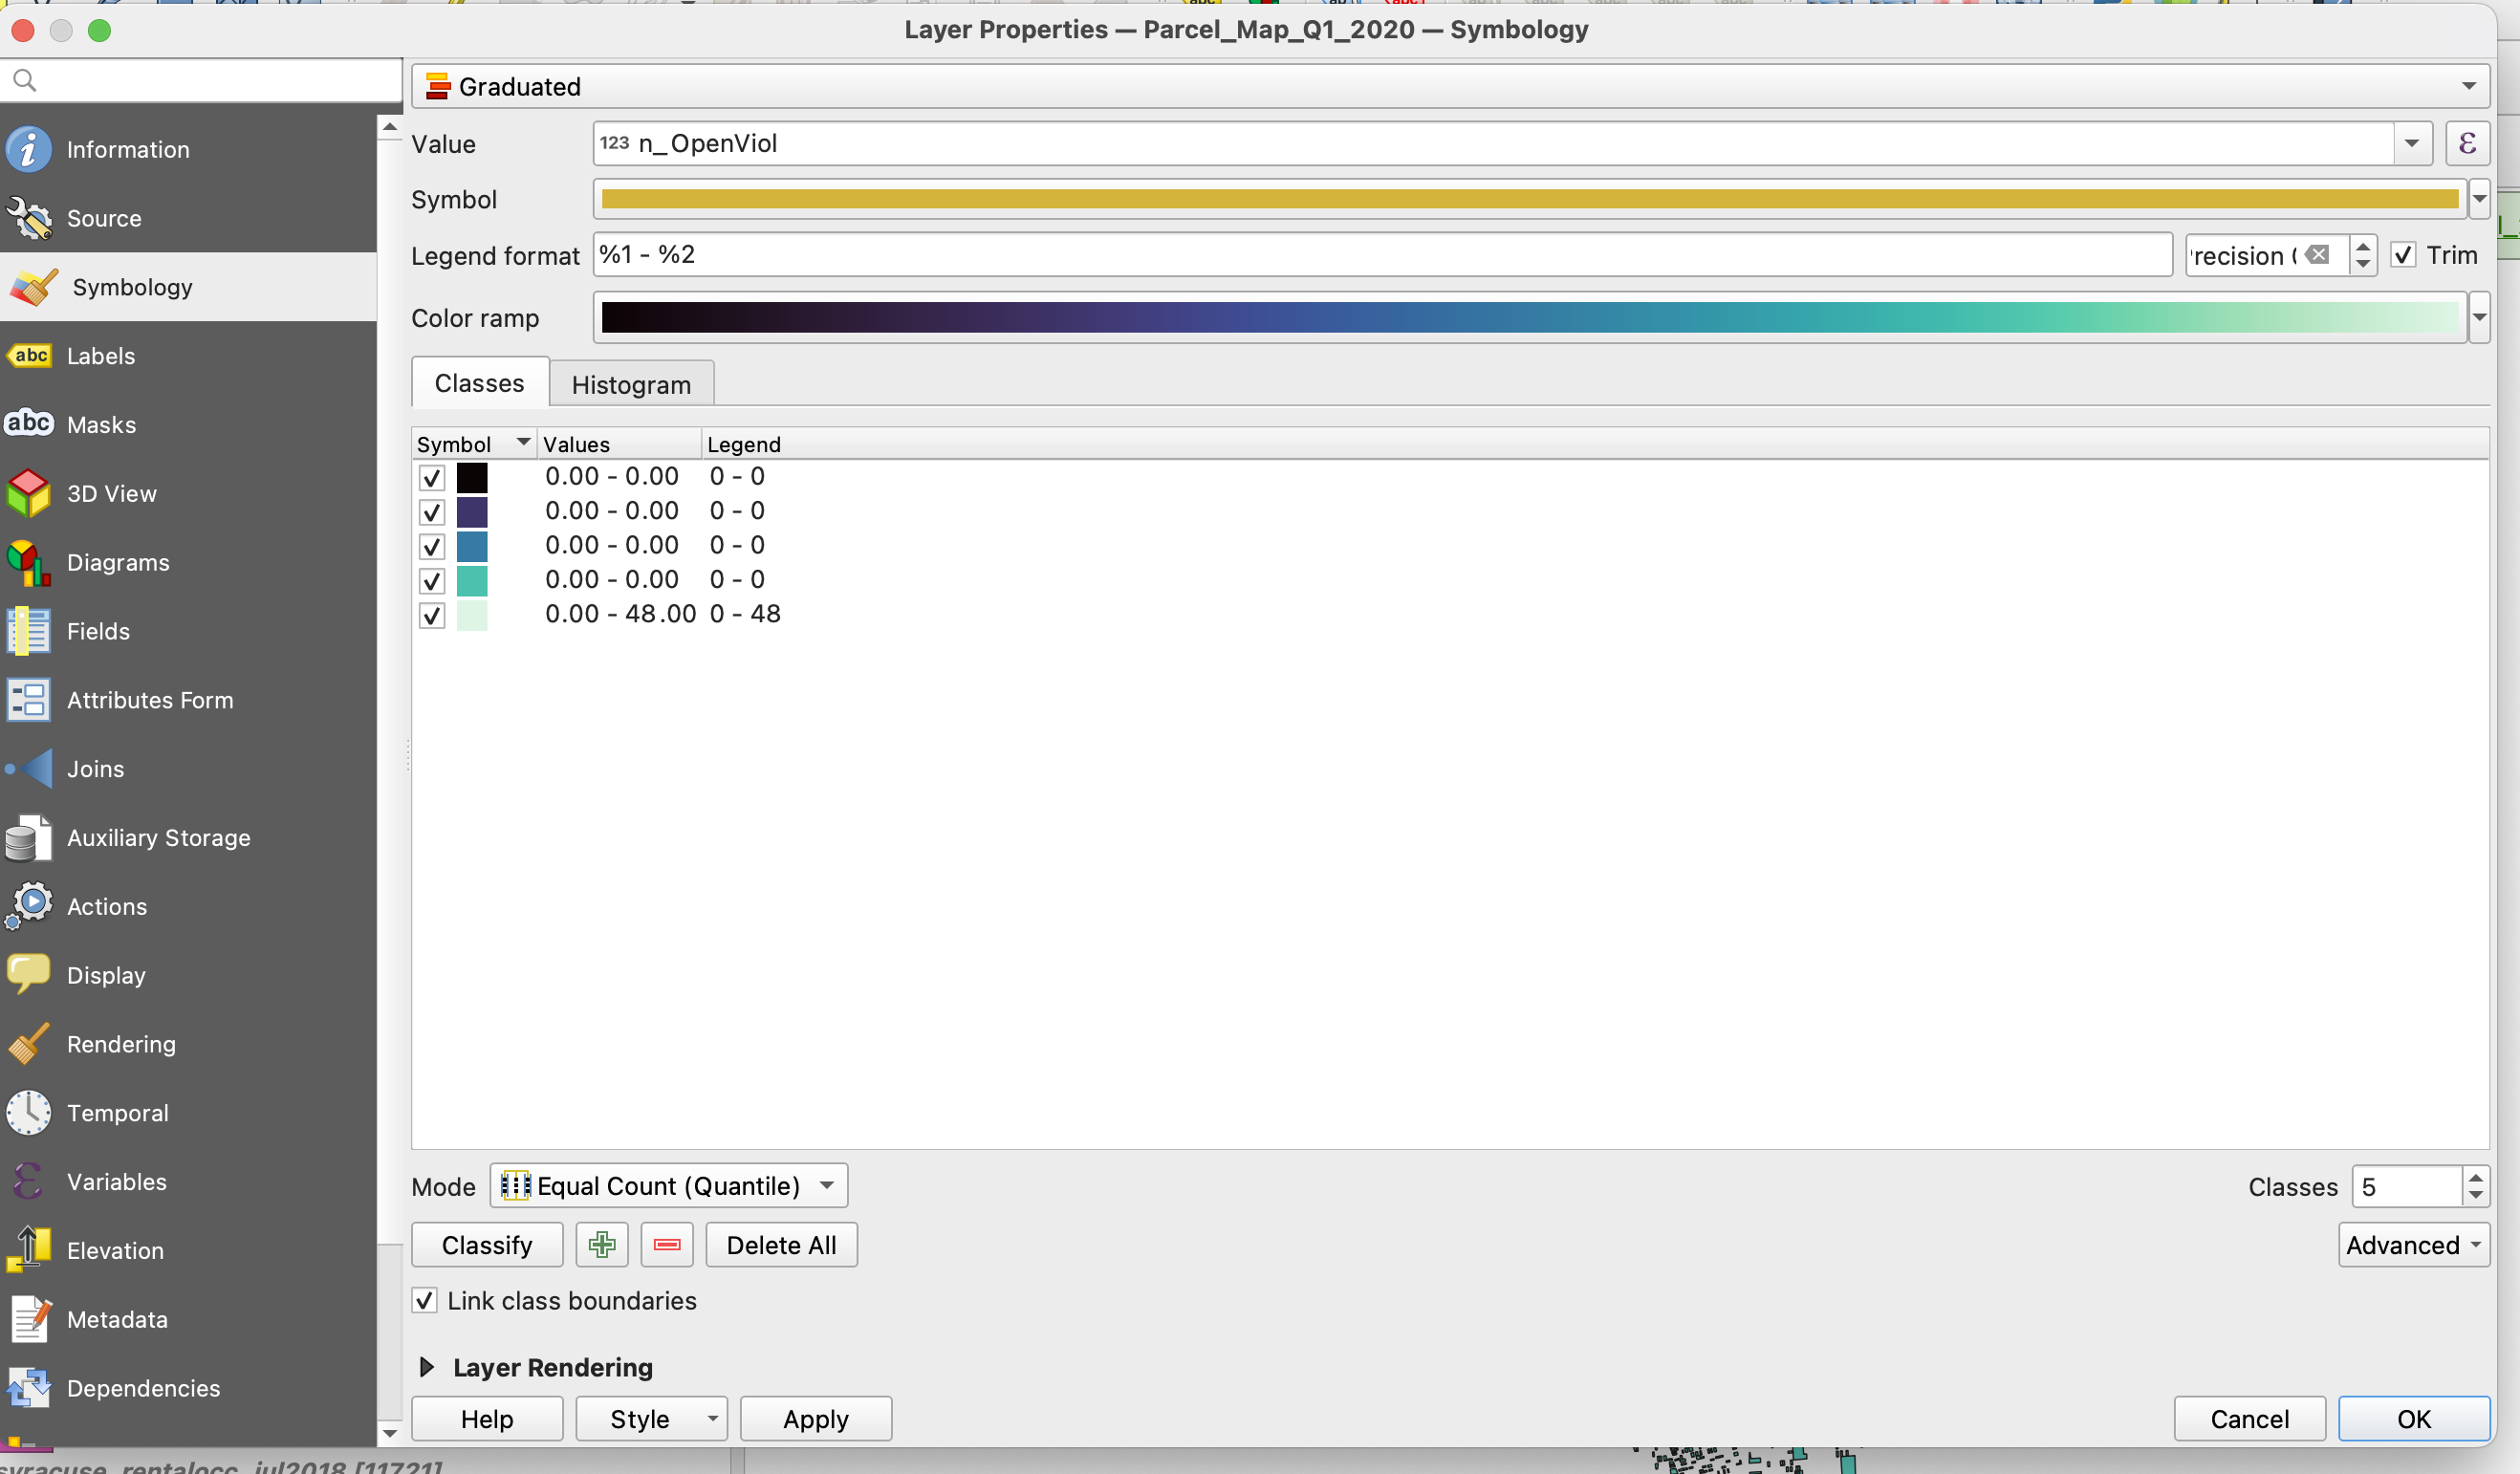 Layer Properties — Parcel_Map_Q1_2020 — Symbology
Information
Source
Symbology
abc Labels
abc Masks
3D View
Diagrams
Fields
Attributes Form
Joins
Auxiliary Storage
Actions
Display
Rendering
Temporal
Variables
Elevation
Metadata
Dependencies
Graduated
Value 123 n_OpenViol ε
Symbol
Legend format %1 - %2 recision Trim
Color ramp
Classes Histogram
Symbol Values Legend
0.00 - 0.00 0 - 0
0.00 - 0.00 0 - 0
0.00 - 0.00 0 - 0
0.00 - 0.00 0 - 0
0.00 - 48.00 0 - 48
Mode Equal Count (Quantile) Classes 5
Classify Delete All Advanced
Link class boundaries
Layer Rendering
Help Style Apply Cancel OK
syracuse_rentalocc_jul2018 [11721]